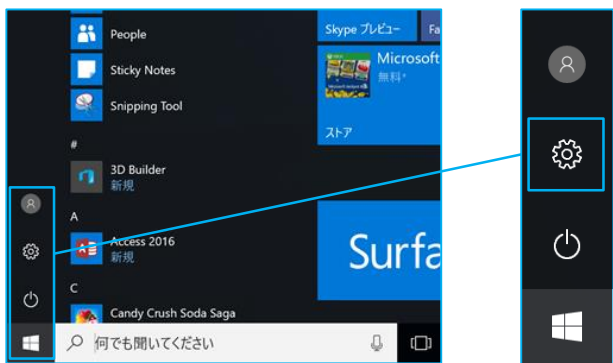 People
Skype プレビュー
Fa
Sticky Notes
Microsoft
無料*
Snipping Tool
ストア
#
3D Builder
新規
A
Access 2016
新規
Surfa
C
Candy Crush Soda Saga
何でも聞いてください